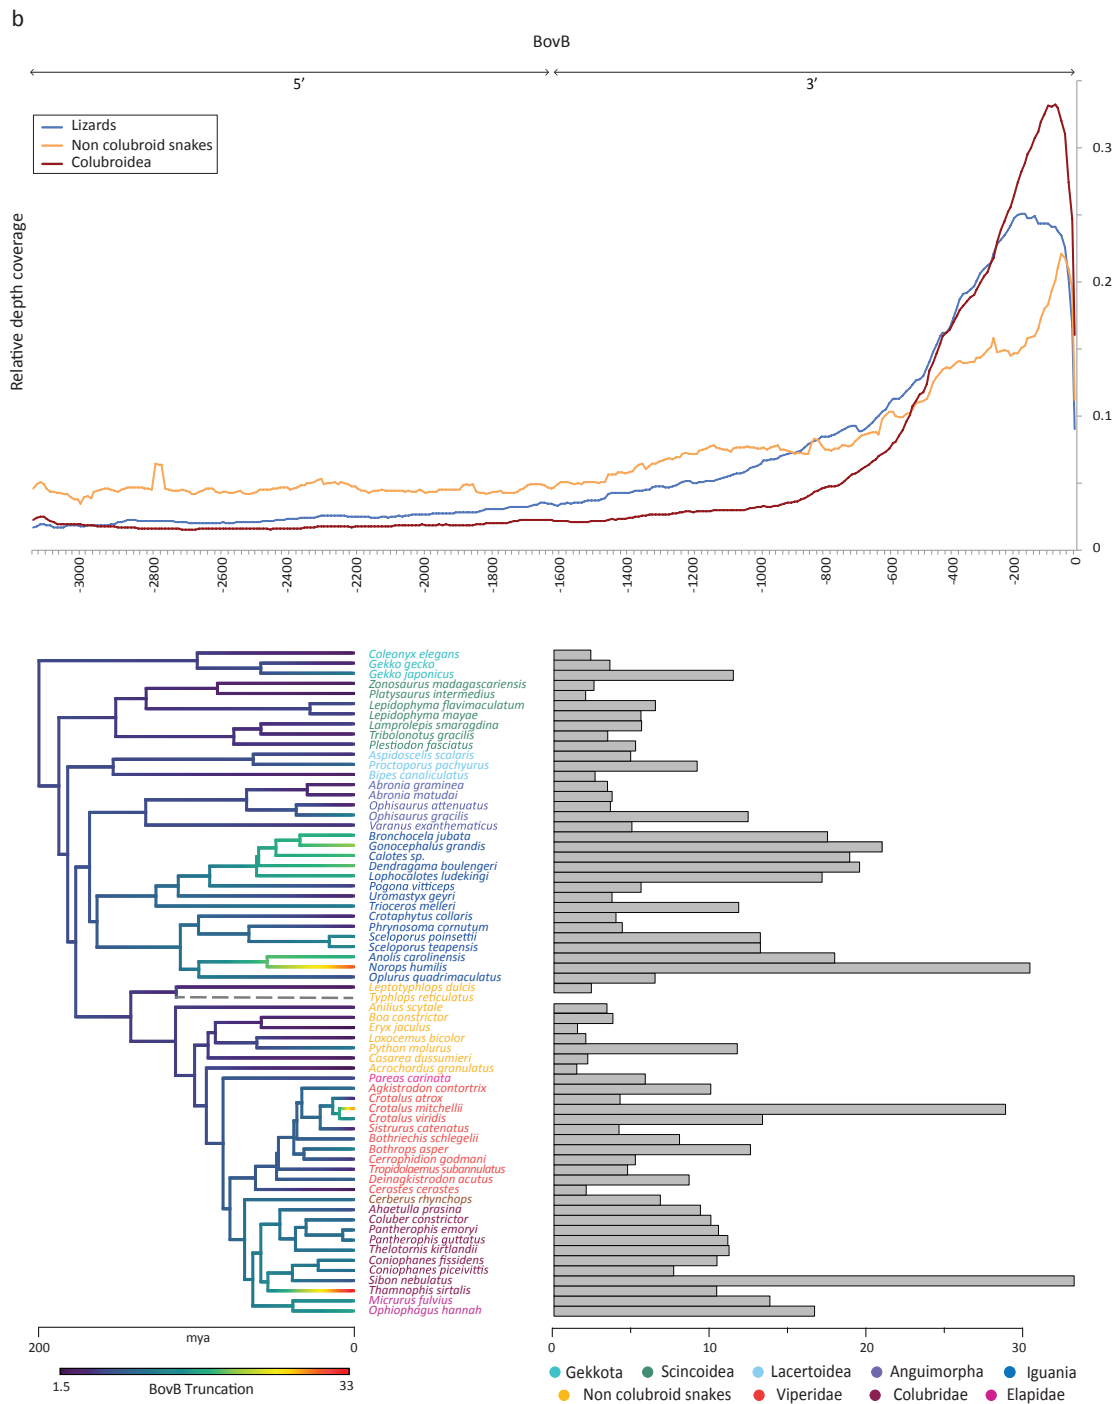 b
BovB
5’
3’
Lizards
Non colubroid snakes
Colubroidea
Relative depth coverage
0.3
0.2
0.1
0
-3000
-2800
-2600
-2400
-2200
-2000
-1800
-1600
-1400
-1200
-1000
-800
-600
-400
-200
0
Coleonyx elegans
Gekko gecko
Gekko japonicus
Zonosaurus madagascariensis
Platysaurus intermedius
Lepidophyma flavimaculatum
Lepidophyma mayae
Lamprolepis smaragdina
Tribolonotus gracilis
Plestiodon fasciatus
Aspidoscelis scalaris
Proctoporus pachyurus
Bipes canaliculatus
Abronia graminea
Abronia matudai
Ophisaurus attenuatus
Ophisaurus gracilis
Varanus exanthematicus
Bronchocela jubata
Gonocephalus grandis
Calotes sp.
Dendragama boulengeri
Lophocalotes ludekingi
Pogona vitticeps
Uromastyx geyri
Trioceros melleri
Crotaphytus collaris
Phrynosoma cornutum
Sceloporus poinsettii
Sceloporus teapensis
Anolis carolinensis
Norops humilis
Oplurus quadrimaculatus
Leptotyphlops dulcis
Typhlops reticulatus
Anilius scytale
Boa constrictor
Eryx jaculus
Loxocemus bicolor
Python molurus
Casarea dussumieri
Acrochordus granulatus
Pareas carinata
Agkistrodon contortrix
Crotalus atrox
Crotalus mitchellii
Crotalus viridis
Sistrurus catenatus
Bothriechis schlegelii
Bothrops asper
Cerrophidion godmani
Tropidolaemus subannulatus
Deinagkistrodon acutus
Cerastes cerastes
Cerberus rhynchops
Ahaetulla prasina
Coluber constrictor
Pantherophis emoryi
Pantherophis guttatus
Thelotornis kirtlandii
Coniophanes fissidens
Coniophanes piceivittis
Sibon nebulatus
Thamnophis sirtalis
Micrurus fulvius
Ophiophagus hannah
200
mya
0
1.5
BovB Truncation
33
0
10
20
30
Gekkota
Scincoidea
Lacertoidea
Anguimorpha
Iguania
Non colubroid snakes
Viperidae
Colubridae
Elapidae